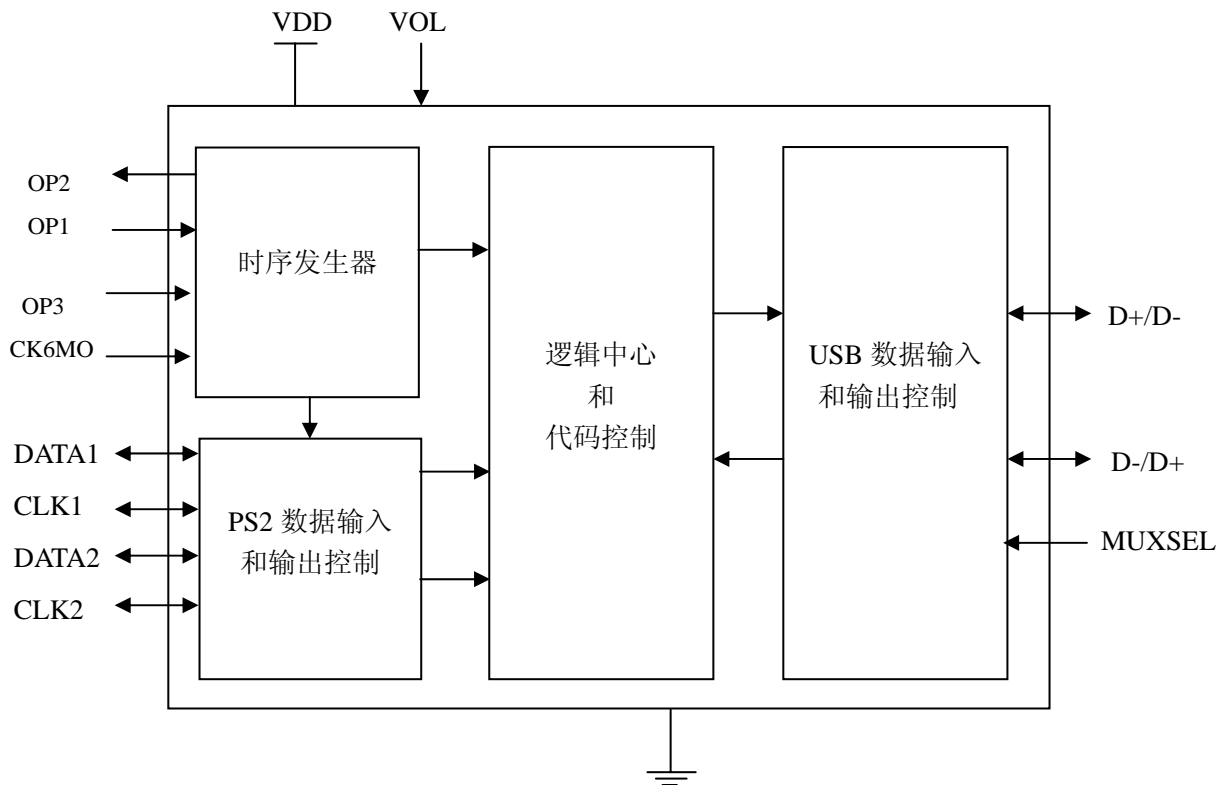 VDD
VOL
OP2
OP1
OP3
CK6MO
DATA1
CLK1
DATA2
CLK2
时序发生器
PS2 数据输入
和输出控制
逻辑中心
和
代码控制
USB 数据输入
和输出控制
D+/D-
D-/D+
MUXSEL